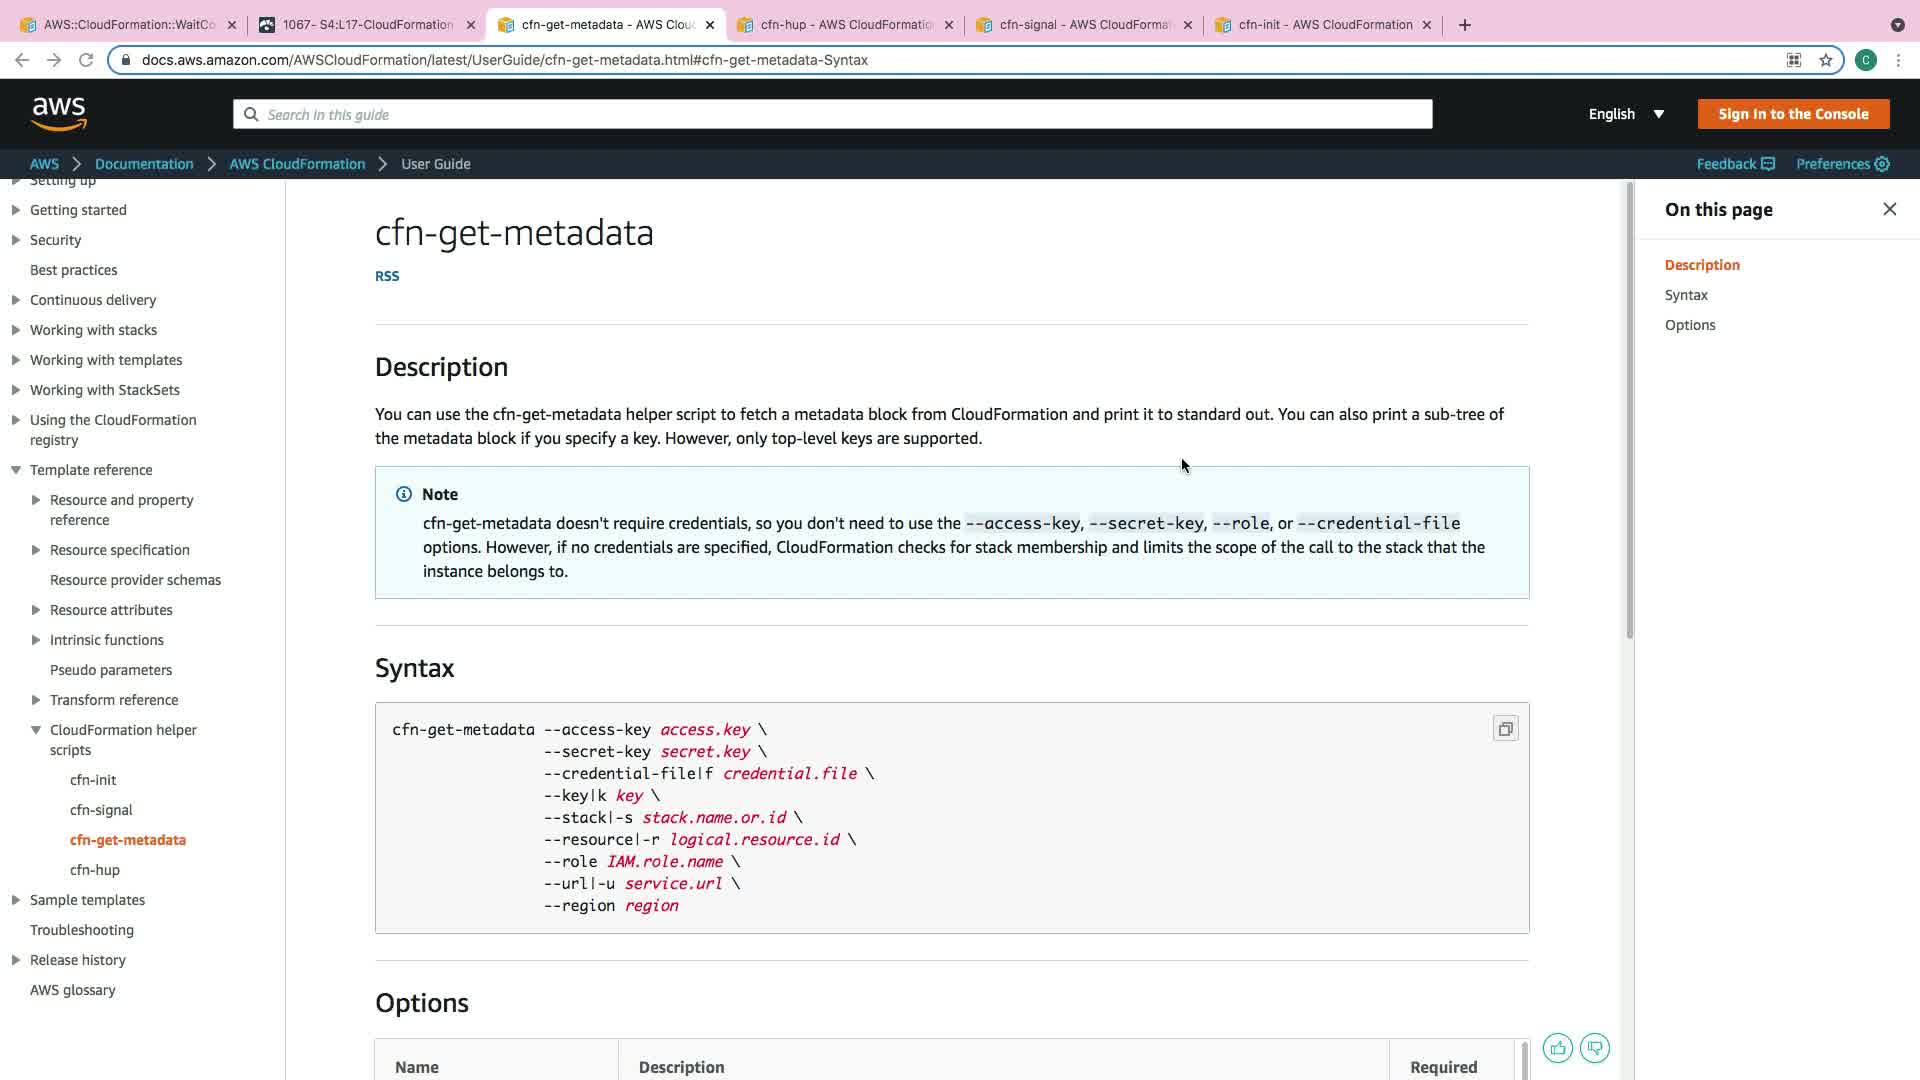 AWS::CloudFormation::WaitCo
1067- S4:L17-CloudFormation
cfn-get-metadata - AWS Clou
cfn-hup - AWS CloudFormatio
cfn-signal - AWS CloudForma
cfn-init - AWS CloudFormation
docs.aws.amazon.com/AWSCloudFormation/latest/UserGuide/cfn-get-metadata.html#cfn-get-metadata-Syntax
C
aws
Search in this guide
English
Sign In to the Console
AWS
Documentation
AWS CloudFormation
User Guide
Feedback
Preferences
Setting up
Getting started
Security
Best practices
Continuous delivery
Working with stacks
Working with templates
Working with StackSets
Using the CloudFormation
registry
Template reference
Resource and property
reference
Resource specification
Resource provider schemas
Resource attributes
Intrinsic functions
Pseudo parameters
Transform reference
CloudFormation helper
scripts
cfn-init
cfn-signal
cfn-get-metadata
cfn-hup
Sample templates
Troubleshooting
Release history
AWS glossary
cfn-get-metadata
RSS
Description
You can use the cfn-get-metadata helper script to fetch a metadata block from CloudFormation and print it to standard out. You can also print a sub-tree of
the metadata block if you specify a key. However, only top-level keys are supported.
Note
cfn-get-metadata doesn't require credentials, so you don't need to use the --access-key, --secret-key, --role, or --credential-file
options. However, if no credentials are specified, CloudFormation checks for stack membership and limits the scope of the call to the stack that the
instance belongs to.
Syntax
cfn-get-metadata --access-key access.key \
--secret-key secret.key \
--credential-file|f credential.file \
--key|k key \
--stack|-s stack.name.or.id \
--resource|-r logical.resource.id \
--role IAM.role.name \
--url|-u service.url \
--region region
Options
Name
Description
Required
On this page
Description
Syntax
Options